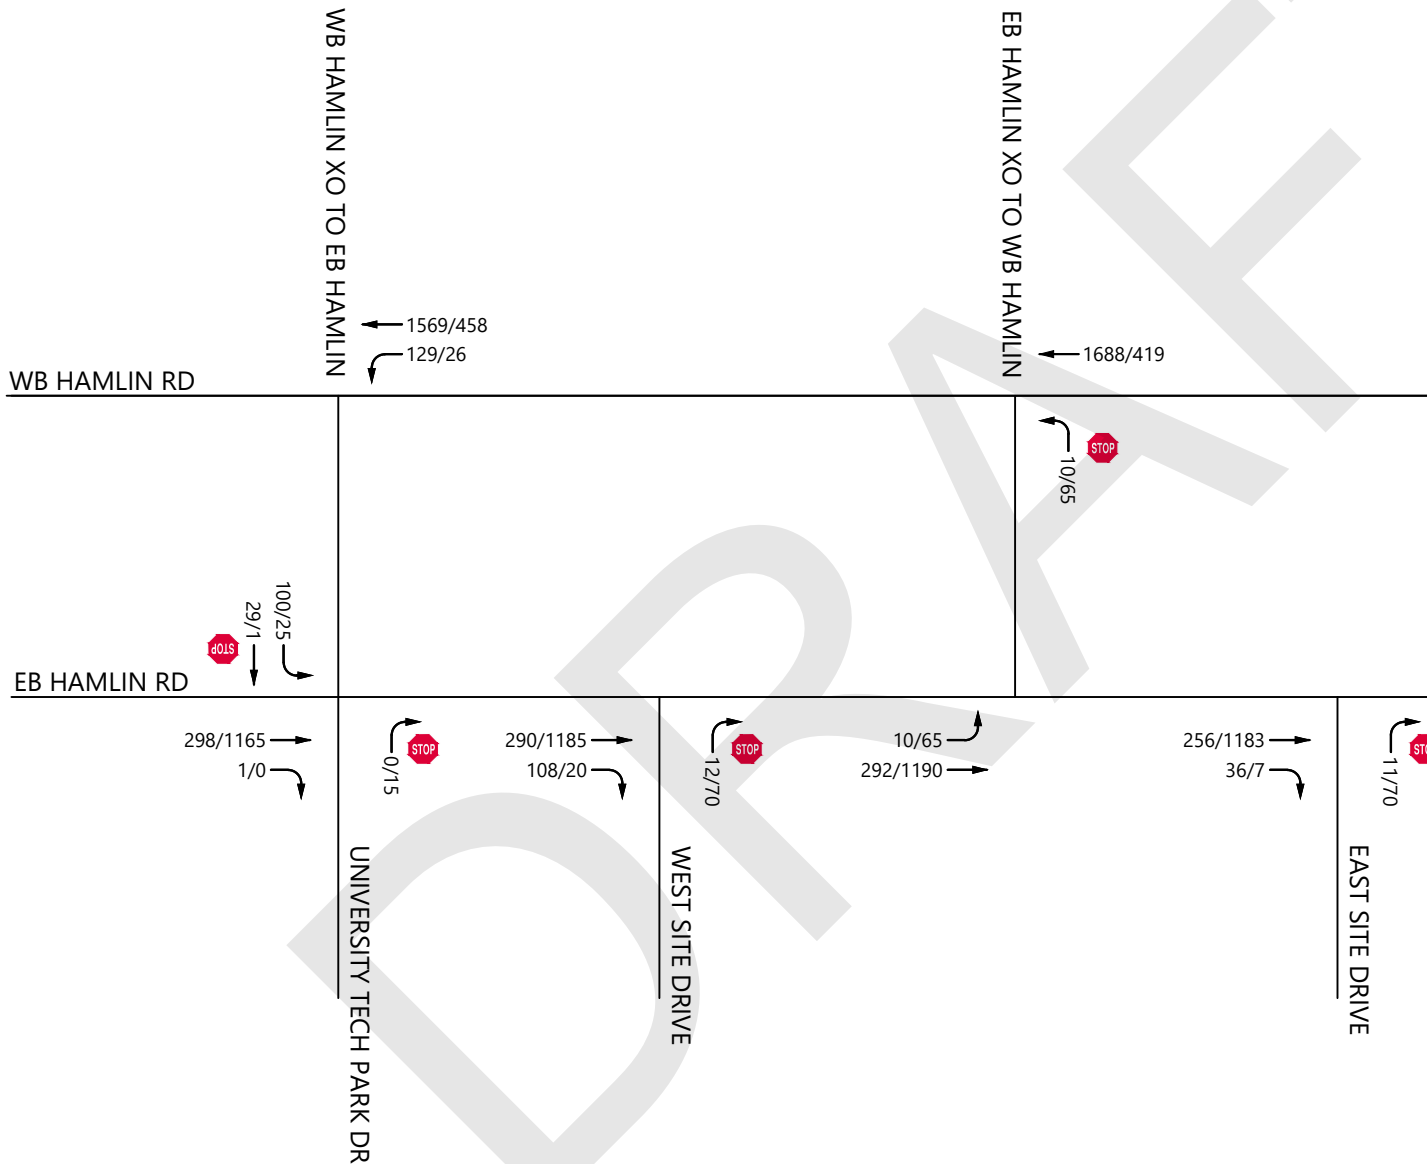 WB HAMLIN XO TO EB HAMLIN
EB HAMLIN XO TO WB HAMLIN
1569/458
129/26
1688/419
WB HAMLIN RD
STOP
10/65
100/25
29/1
STOP
EB HAMLIN RD
298/1165
1/0
0/15
STOP
290/1185
108/20
12/70
STOP
10/65
292/1190
256/1183
36/7
11/70
STO
UNIVERSITY TECH PARK DR
WEST SITE DRIVE
EAST SITE DRIVE
DRAF